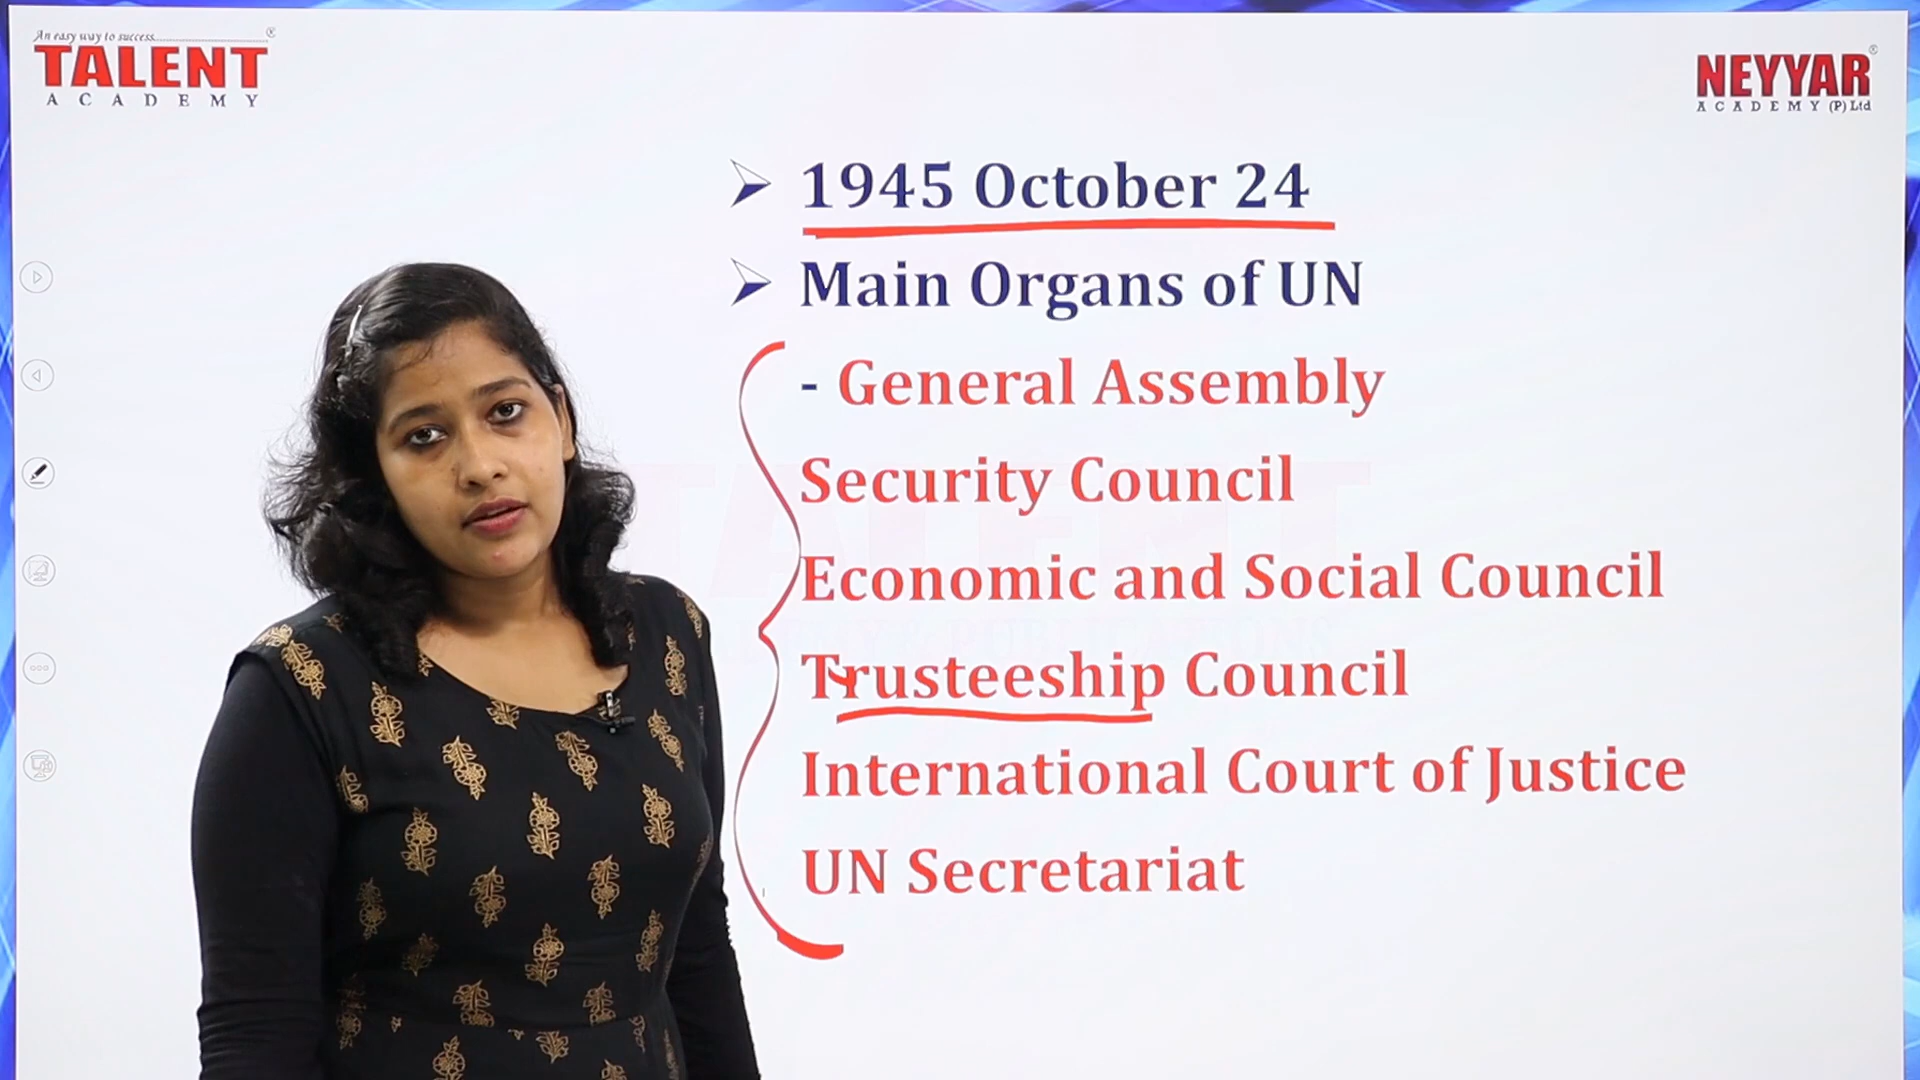 An easy way to success
TALENT
ACADEMY
NEYYAR
ACADEMY (P) Ltd
1945 October 24
Main Organs of UN
- General Assembly
Security Council
Economic and Social Council
Trusteeship Council
International Court of Justice
UN Secretariat
TALENT